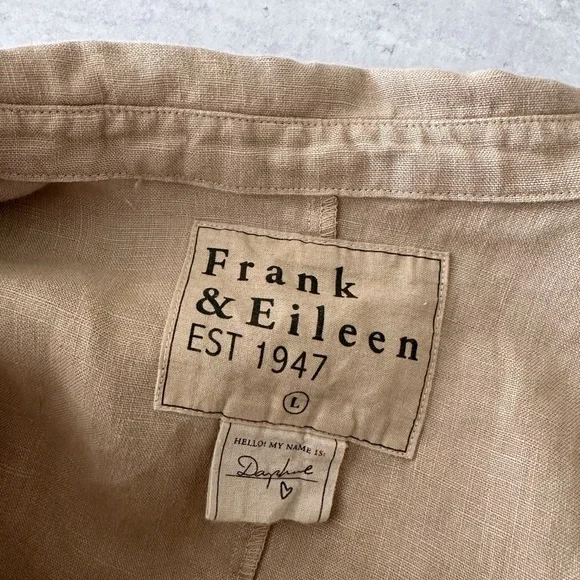 Frank
& Eileen
EST 1947
L
HELLO! MY NAME IS:
Daphne